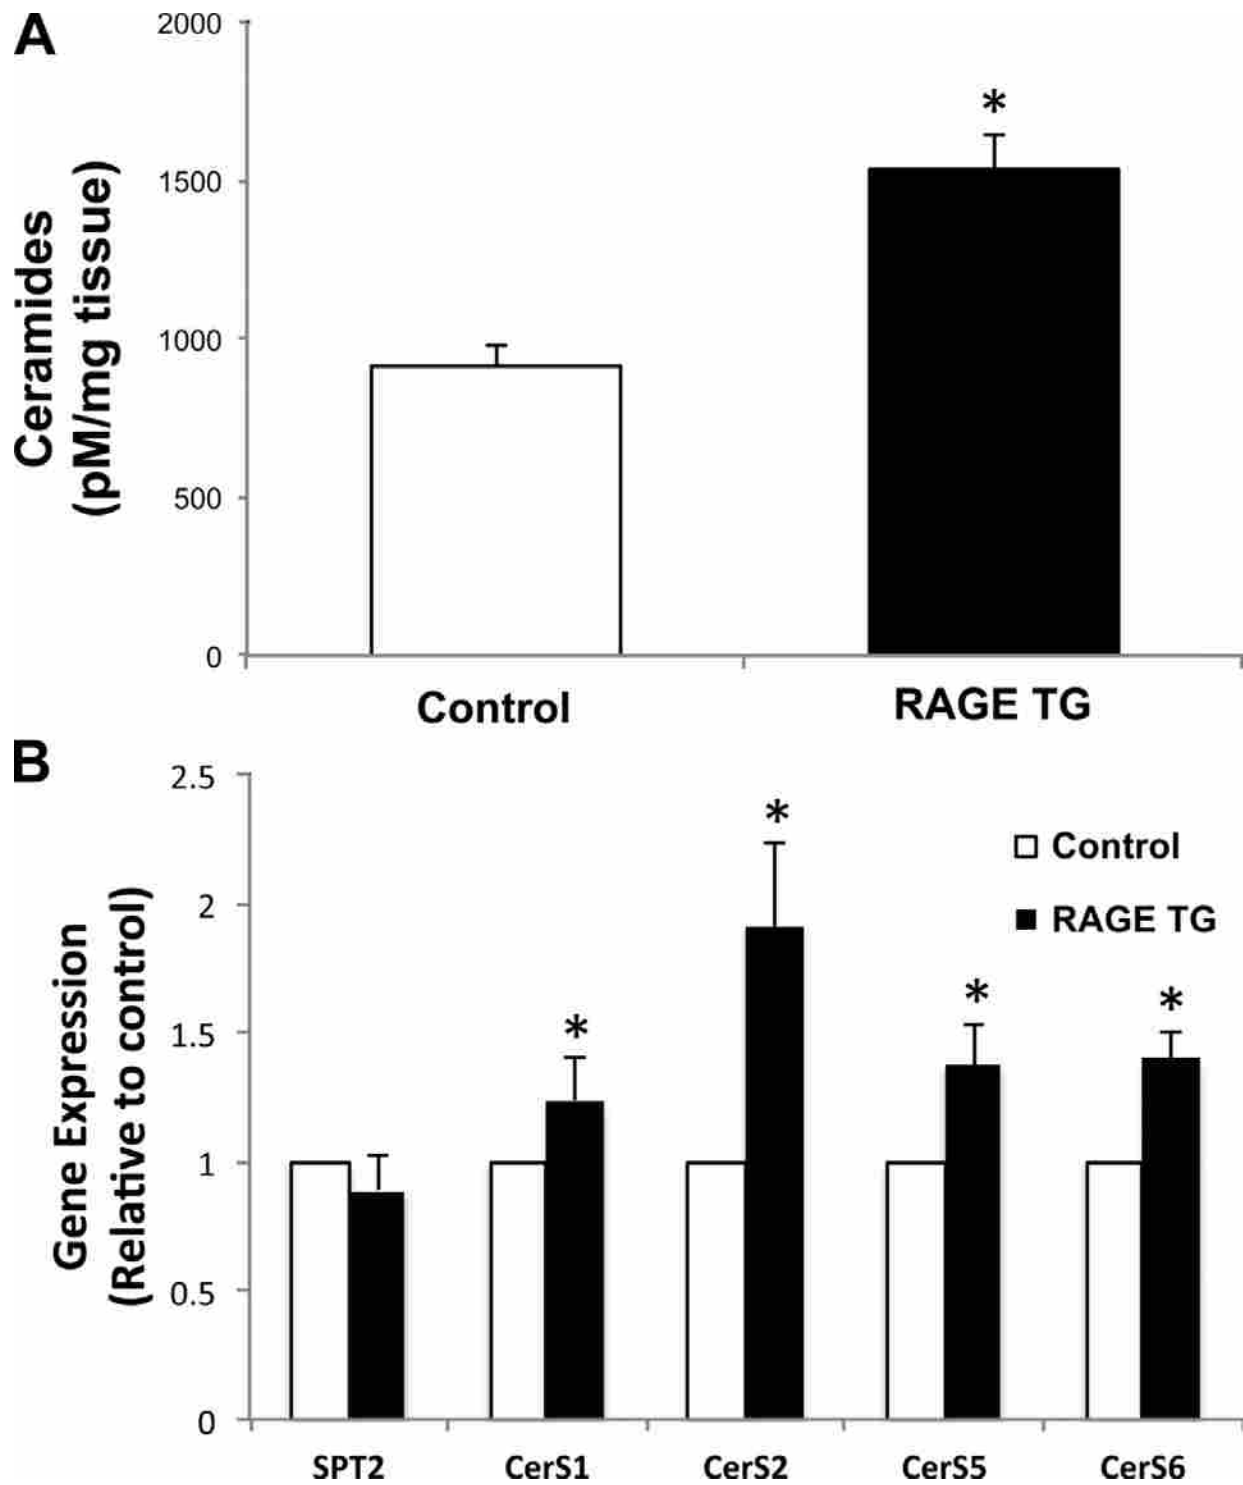 A
2000
*
1500
1000
500
0
Ceramides
(pM/mg tissue)
Control
RAGE TG
B
2.5
2
1.5
1
0.5
0
Gene Expression
(Relative to control)
Control
RAGE TG
*
*
*
*
SPT2
CerS1
CerS2
CerS5
CerS6